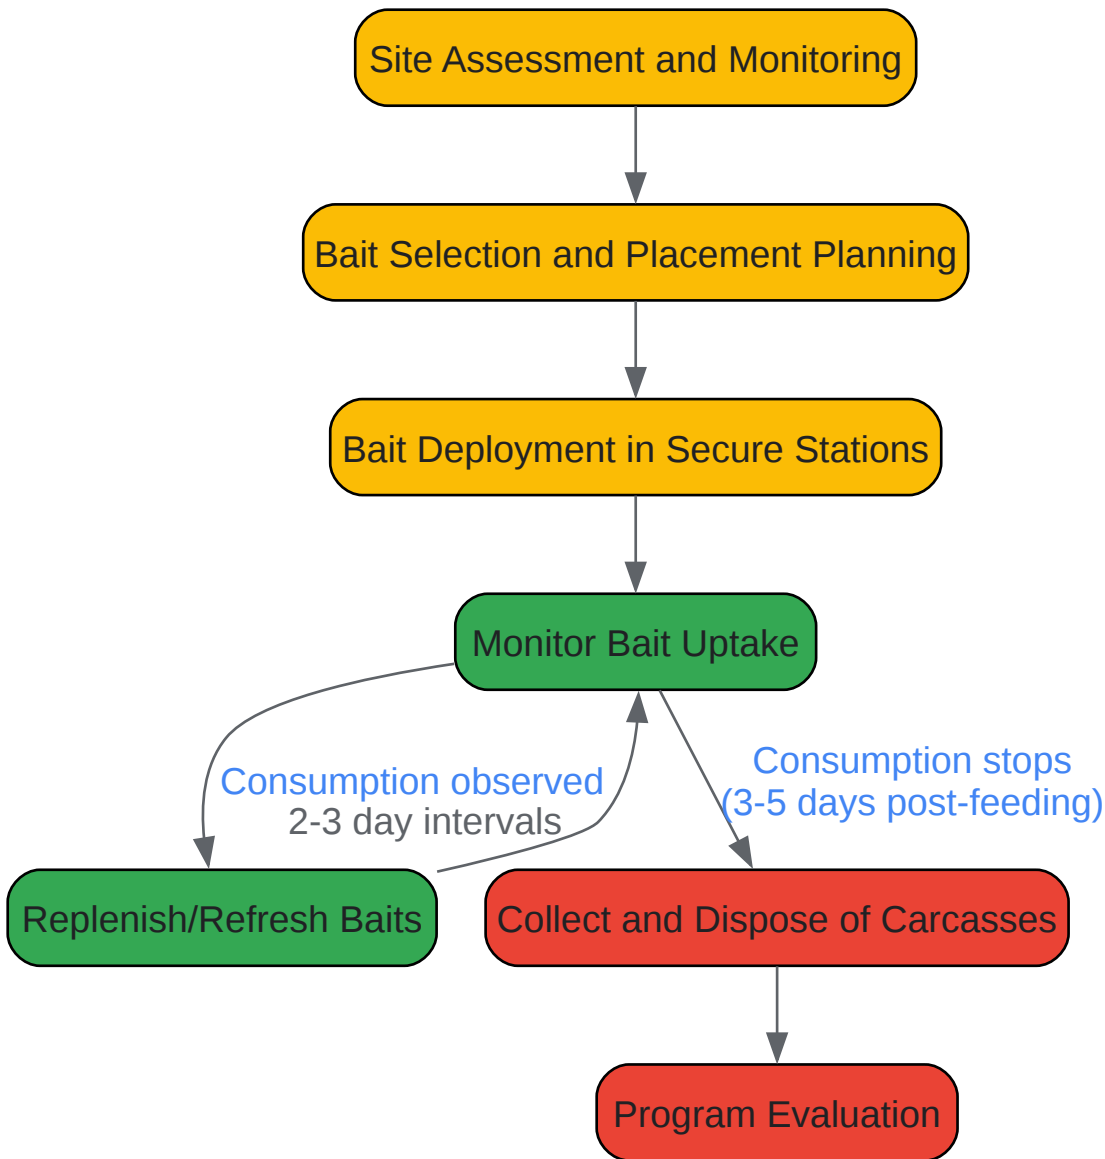 Site Assessment and Monitoring
Bait Selection and Placement Planning
Bait Deployment in Secure Stations
Monitor Bait Uptake
Consumption observed
2-3 day intervals
Consumption stops
(3-5 days post-feeding)
Replenish/Refresh Baits
Collect and Dispose of Carcasses
Program Evaluation